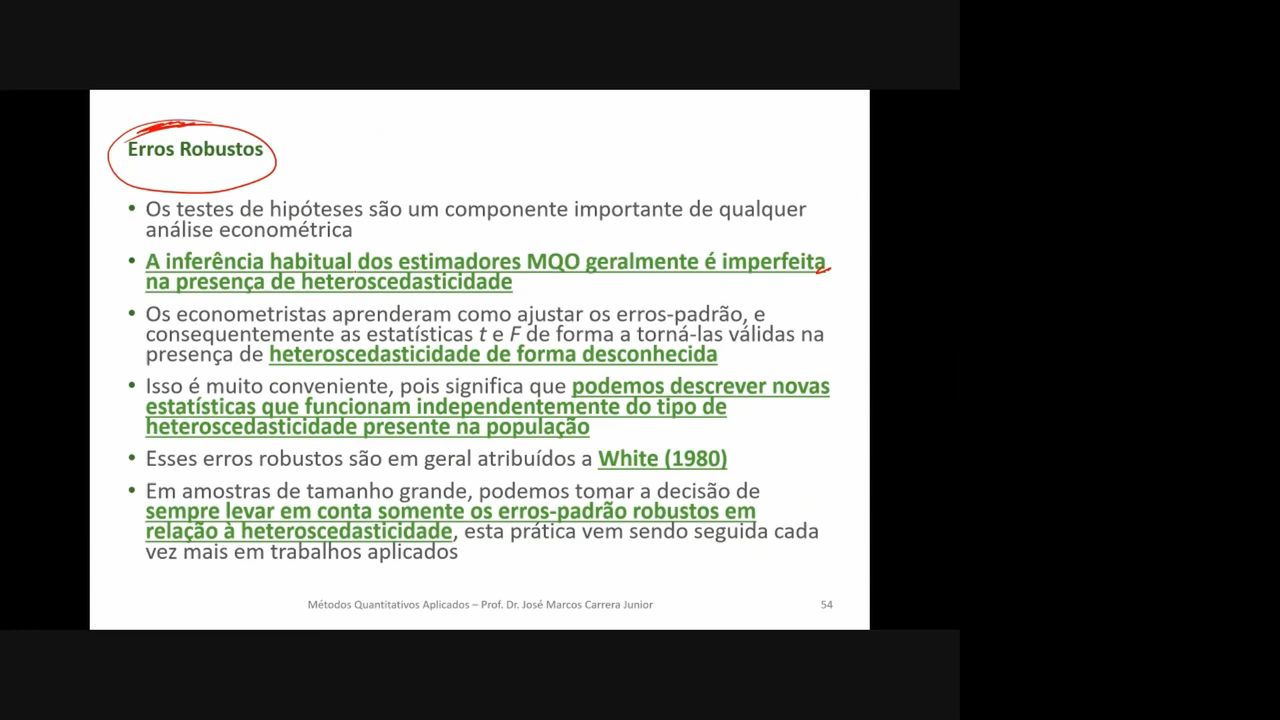 Erros Robustos
• Os testes de hipóteses são um componente importante de qualquer
análise econométrica
• A inferência habitual dos estimadores MQO geralmente é imperfeita
na presença de heteroscedasticidade
• Os econometristas aprenderam como ajustar os erros-padrão, e
consequentemente as estatísticas t e F de forma a torná-las válidas na
presença de heteroscedasticidade de forma desconhecida
• Isso é muito conveniente, pois significa que podemos descrever novas
estatísticas que funcionam independentemente do tipo de
heteroscedasticidade presente na população
• Esses erros robustos são em geral atribuídos a White (1980)
• Em amostras de tamanho grande, podemos tomar a decisão de
sempre levar em conta somente os erros-padrão robustos em
relação à heteroscedasticidade, esta prática vem sendo seguida cada
vez mais em trabalhos aplicados
Métodos Quantitativos Aplicados – Prof. Dr. José Marcos Carrera Junior
54